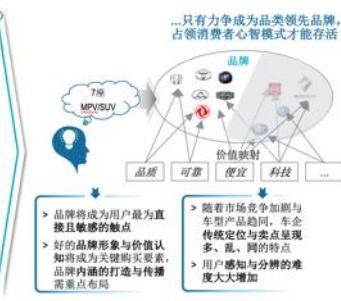 ...只有力争成为品类领先品牌，
占领消费者心智模式才能存活
品牌
7座
MPV/SUV
价值映射
品质
可靠
便宜
科技
...
> 品牌将成为用户最为直
接且敏感的触点
> 好的品牌形象与价值认
知将成为关键购买要素，
品牌内涵的打造与传播
需重点布局
> 随着市场竞争加剧与
车型产品趋同，车企
传统定位与卖点呈现
多、乱、同的特点
> 用户感知与分辨的难
度大大增加